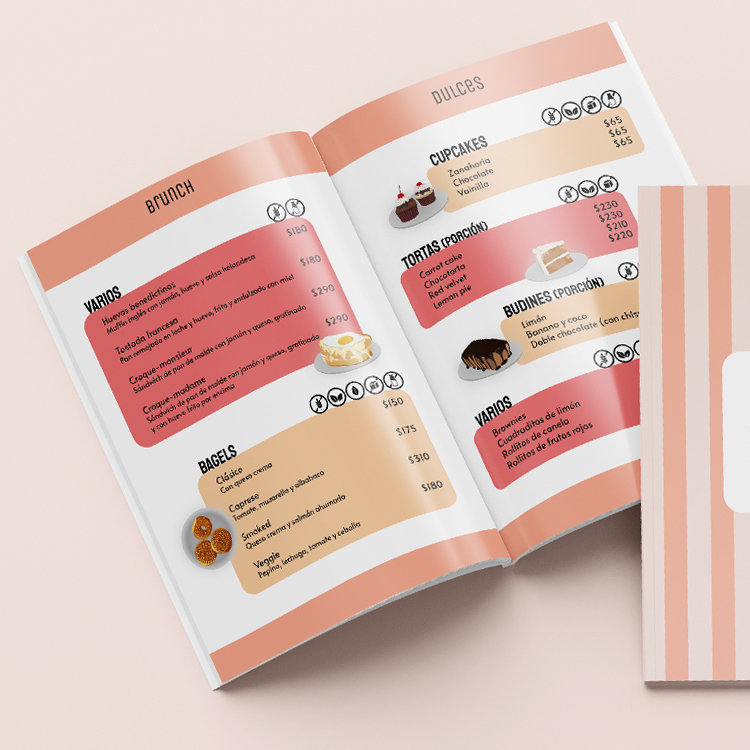 BRUNCH
VARIOS
Huevos benedictinos
Muffin inglés con jamón, huevo y salsa holandesa
$180
Tostada francesa
Pan remojado en leche y huevo, frito y endulzado con miel
$180
Croque-monsieur
Sándwich de pan de molde con jamón y queso, gratinado
$290
Croque-madame
Sándwich de pan de molde con jamón y queso, gratinado
y con huevo frito por encima
$290
BAGELS
Clásico
Con queso crema
$150
Caprese
Tomate, muzarella y albahaca
$175
Smoked
Queso crema y salmón ahumado
$310
Veggie
Pepino, lechuga, tomate y cebolla
$180
DULCES
CUPCAKES
Zanahoria $65
Chocolate $65
Vainilla $65
TORTAS (PORCIÓN)
Carrot cake $230
Chocotorta $230
Red velvet $210
Lemon pie $220
BUDINES (PORCIÓN)
Limón
Banana y coco
Doble chocolate (con
VARIOS
Brownies
Cuadraditos de limón
Rollitos de canela
Rollitos de frutos rojos